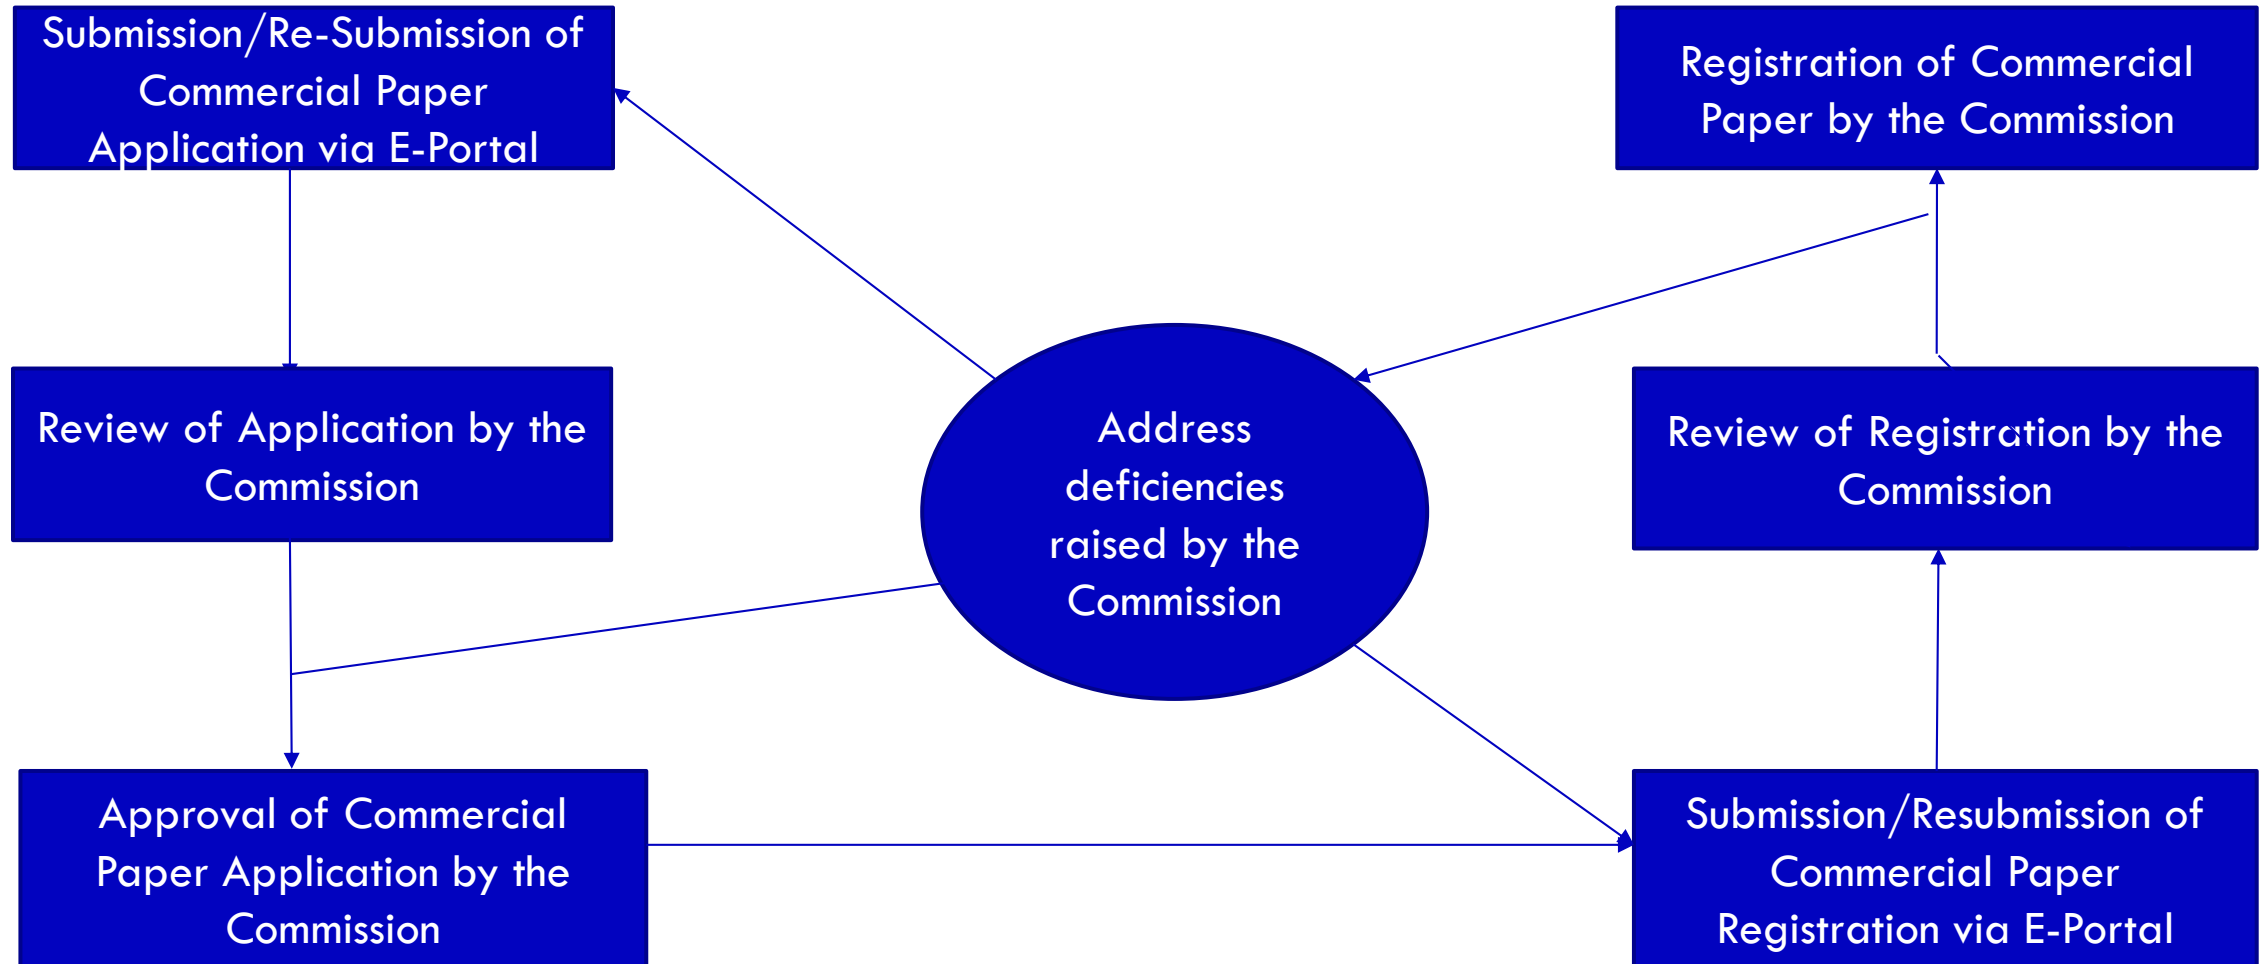 Submission/Re-Submission of
Commercial Paper
Application via E-Portal
Registration of Commercial
Paper by the Commission
Review of Application by the
Commission
Address
deficiencies
raised by the
Commission
Review of Registration by the
Commission
Approval of Commercial
Paper Application by the
Commission
Submission/Resubmission of
Commercial Paper
Registration via E-Portal